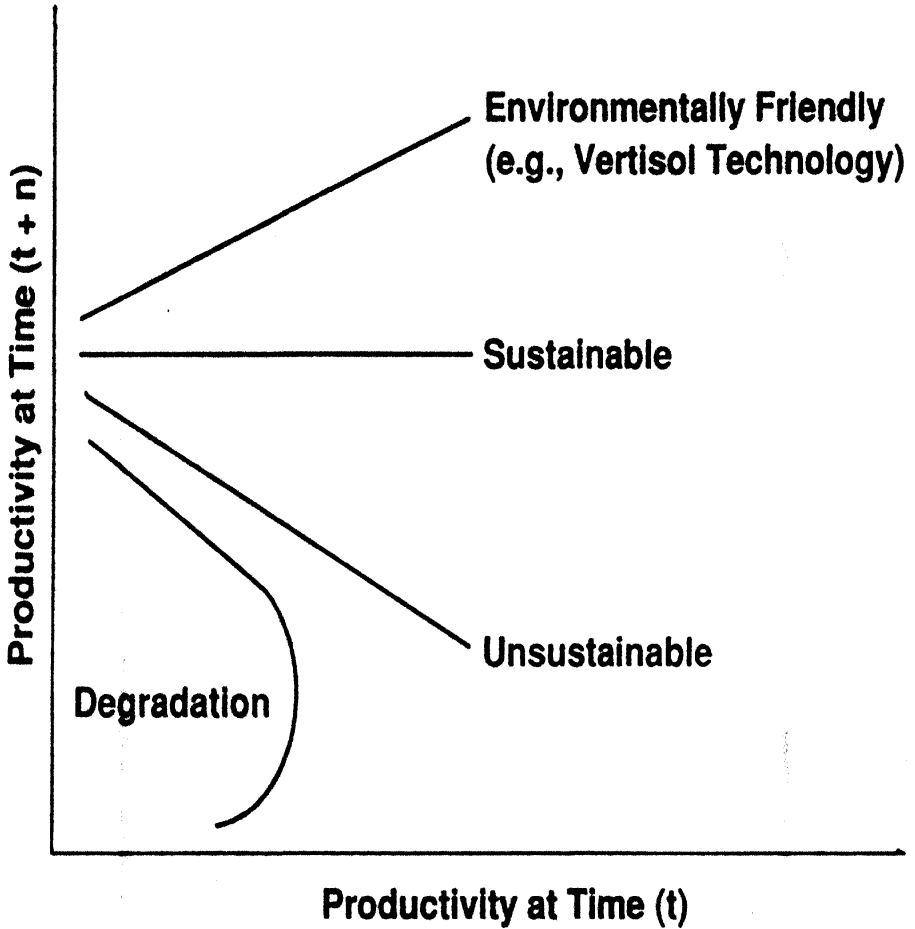 Environmentally Friendly
(e.g., Vertisol Technology)
Productivity at Time (t + n)
Sustainable
Unsustainable
Degradation
Productivity at Time (t)